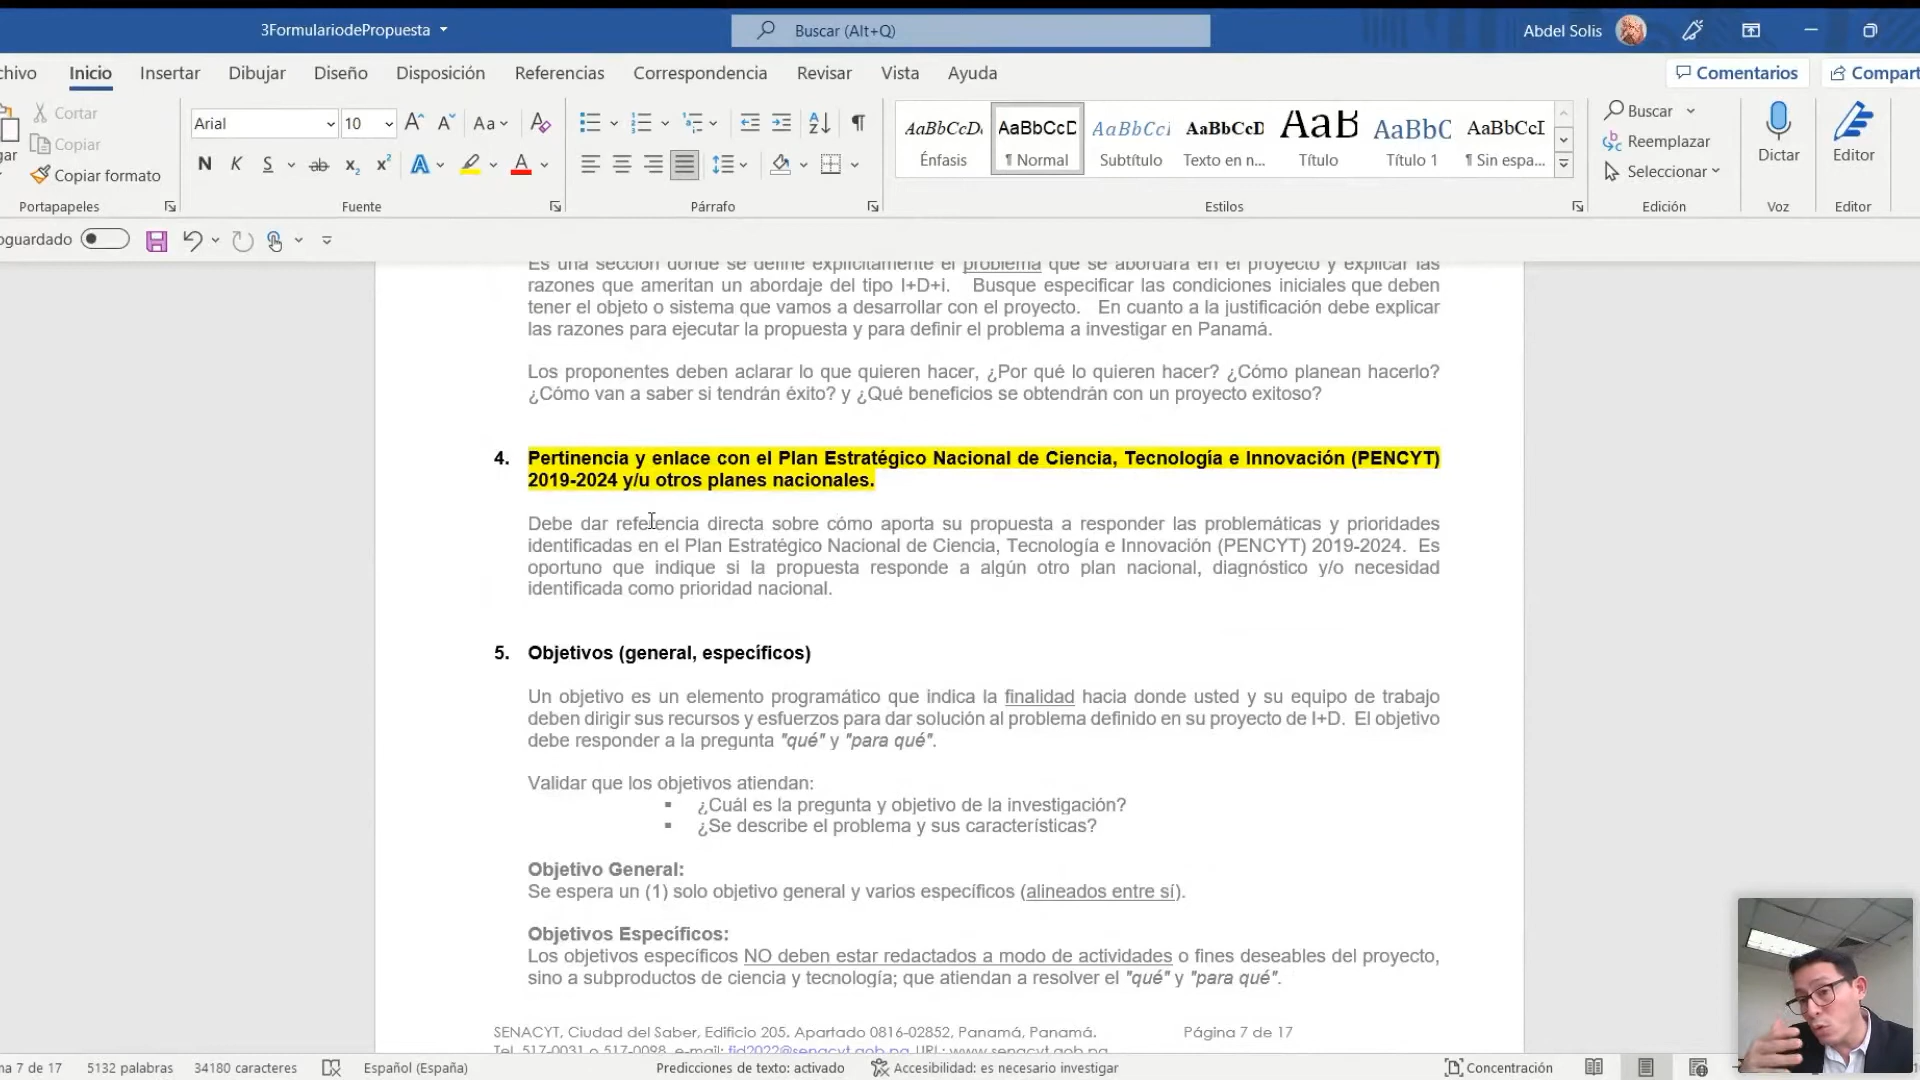 3FormulariodePropuesta
Buscar (Alt+Q)
Abdel Solis
chivo Inicio Insertar Dibujar Diseño Disposición Referencias Correspondencia Revisar Vista Ayuda Comentarios Compart
Cortar
Copiar
gar
Copiar formato
Portapapeles
Arial 10
Aa
N K S ab x₂ x²
Fuente
Párrafo
AaBbCcDı AaBbCcD AaBbCcI AaBbCcD AaB AaBbC AaBbCcI
Énfasis ¶ Normal Subtítulo Texto en n... Título Título 1 ¶ Sin espa...
Estilos
Buscar
Reemplazar
Seleccionar
Edición
Dictar
Voz
Editor
Editor
oguardado
Es una sección donde se define explícitamente el problema que se abordará en el proyecto y explicar las
razones que ameritan un abordaje del tipo I+D+i. Busque especificar las condiciones iniciales que deben
tener el objeto o sistema que vamos a desarrollar con el proyecto. En cuanto a la justificación debe explicar
las razones para ejecutar la propuesta y para definir el problema a investigar en Panamá.
Los proponentes deben aclarar lo que quieren hacer, ¿Por qué lo quieren hacer? ¿Cómo planean hacerlo?
¿Cómo van a saber si tendrán éxito? y ¿Qué beneficios se obtendrán con un proyecto exitoso?
4. Pertinencia y enlace con el Plan Estratégico Nacional de Ciencia, Tecnología e Innovación (PENCYT)
2019-2024 y/u otros planes nacionales.
Debe dar referencia directa sobre cómo aporta su propuesta a responder las problemáticas y prioridades
identificadas en el Plan Estratégico Nacional de Ciencia, Tecnología e Innovación (PENCYT) 2019-2024. Es
oportuno que indique si la propuesta responde a algún otro plan nacional, diagnóstico y/o necesidad
identificada como prioridad nacional.
5. Objetivos (general, específicos)
Un objetivo es un elemento programático que indica la finalidad hacia donde usted y su equipo de trabajo
deben dirigir sus recursos y esfuerzos para dar solución al problema definido en su proyecto de I+D. El objetivo
debe responder a la pregunta "qué" y "para qué".
Validar que los objetivos atiendan:
▪ ¿Cuál es la pregunta y objetivo de la investigación?
▪ ¿Se describe el problema y sus características?
Objetivo General:
Se espera un (1) solo objetivo general y varios específicos (alineados entre sí).
Objetivos Específicos:
Los objetivos específicos NO deben estar redactados a modo de actividades o fines deseables del proyecto,
sino a subproductos de ciencia y tecnología; que atiendan a resolver el "qué" y "para qué".
SENACYT, Ciudad del Saber, Edificio 205. Apartado 0816-02852, Panamá, Panamá. Página 7 de 17
Tel. 517-0031 o 517-0098, e-mail: fid2022@senacyt.gob.pa URL: www.senacyt.gob.pa
na 7 de 17 5132 palabras 34180 caracteres Español (España) Predicciones de texto: activado Accesibilidad: es necesario investigar Concentración